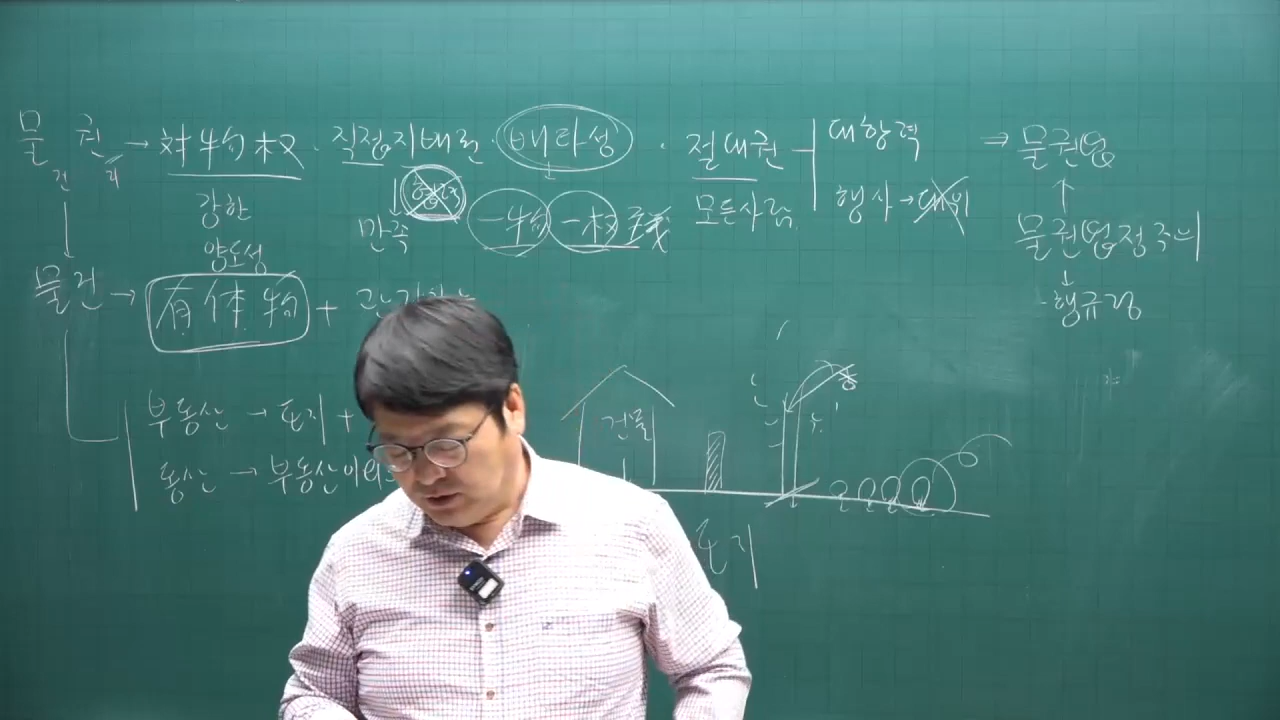 물권 → 対物权 · 직접지배권 · 배타성 · 절대권 대항력 ⇒ 물권법
강한 만족 一物一权 모든사람 행사 → 대위 물권법정주의
양도성
물건 → 有体物 + 강행규정
부동산 → 토지 +
건물
동산 → 부동산이외
토지